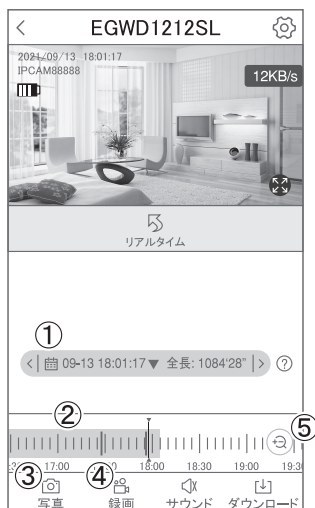 EGWD1212SL
2021/09/13 18:01:17
IPCAM88888
12KB/s
リアルタイム
①
09-13 18:01:17▼ 全長: 1084'28"
②
⑤
17:00 18:00 18:30 19:00 19:3
③ ④
写真 録画 サウンド ダウンロード